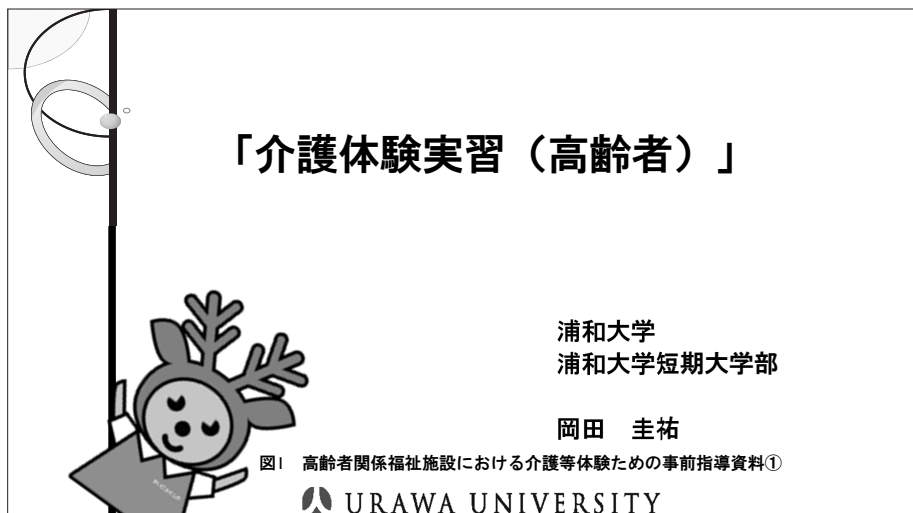 「介護体験実習（高齢者）」
浦和大学
浦和大学短期大学部
岡田　圭祐
図1　高齢者関係福祉施設における介護等体験ための事前指導資料①
URAWA UNIVERSITY